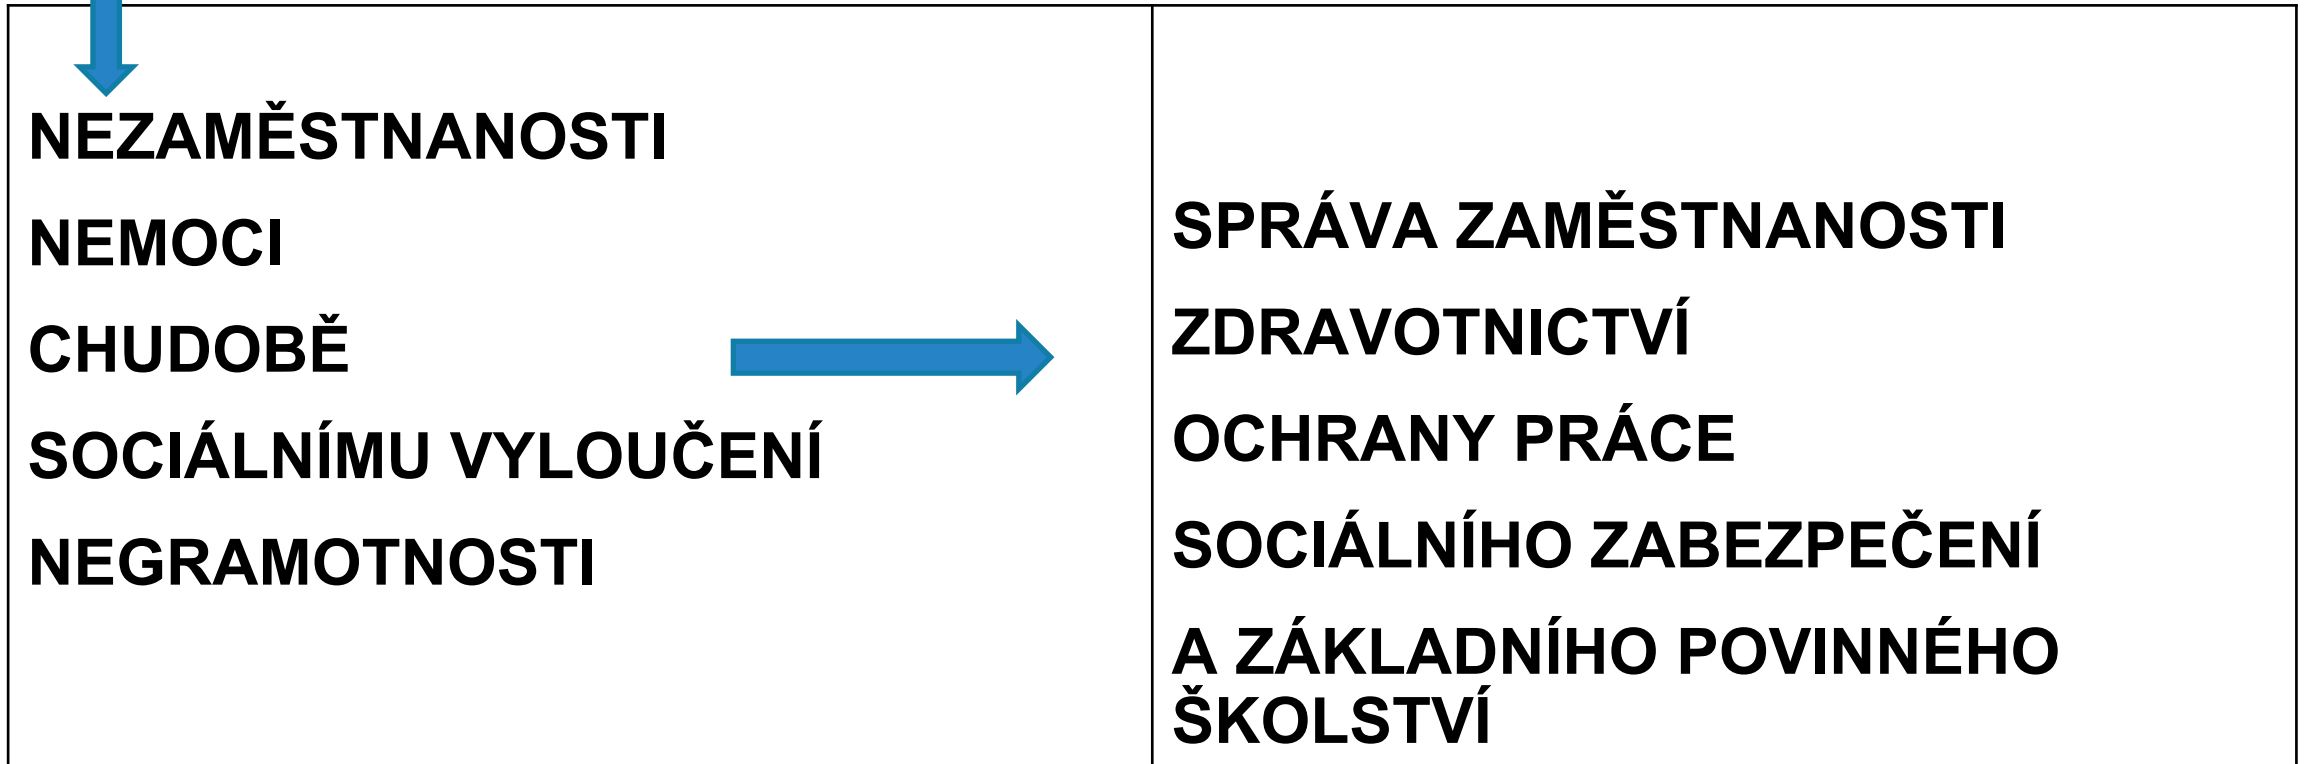 NEZAMĚSTNANOSTI
NEMOCI
CHUDOBĚ
SOCIÁLNÍMU VYLOUČENÍ
NEGRAMOTNOSTI
SPRÁVA ZAMĚSTNANOSTI
ZDRAVOTNICTVÍ
OCHRANY PRÁCE
SOCIÁLNÍHO ZABEZPEČENÍ
A ZÁKLADNÍHO POVINNÉHO
ŠKOLSTVÍ